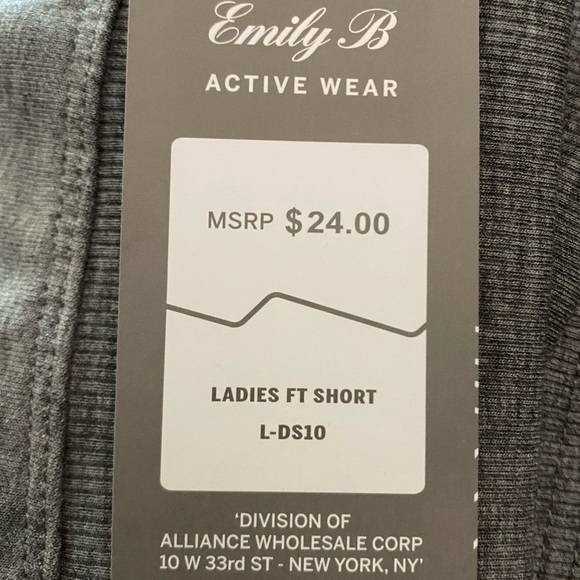 Emily B
ACTIVE WEAR
MSRP $24.00
LADIES FT SHORT
L-DS10
'DIVISION OF
ALLIANCE WHOLESALE CORP
10 W 33rd ST - NEW YORK, NY'